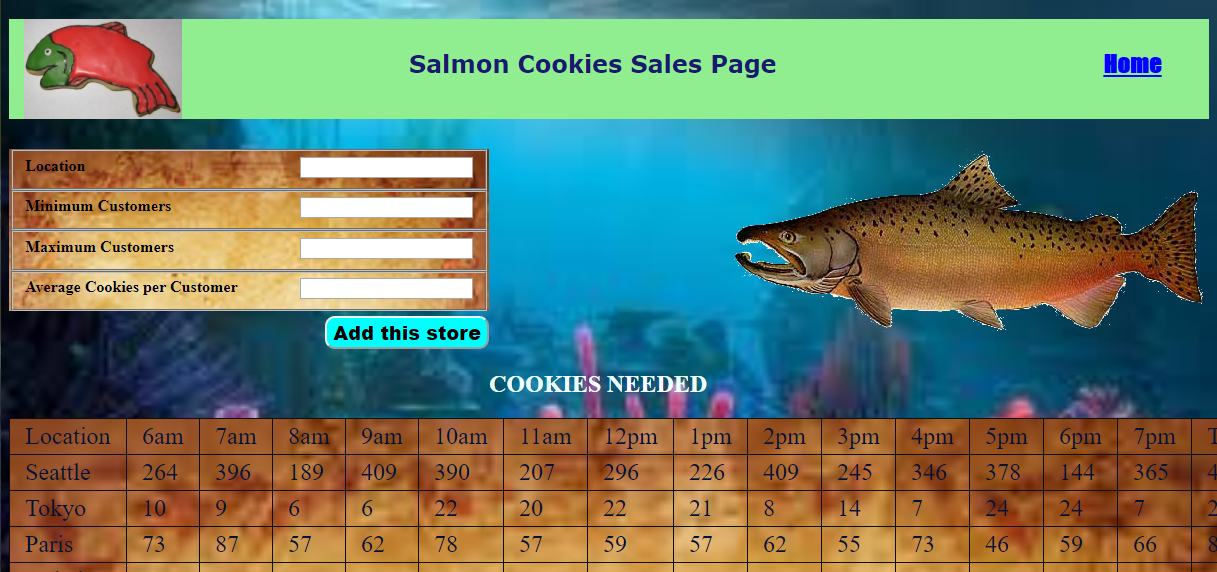 Salmon Cookies Sales Page
Home
Location
Minimum Customers
Maximum Customers
Average Cookies per Customer
Add this store
COOKIES NEEDED
Location 6am 7am 8am 9am 10am 11am 12pm 1pm 2pm 3pm 4pm 5pm 6pm 7pm
Seattle 264 396 189 409 390 207 296 226 409 245 346 378 144 365
Tokyo 10 9 6 6 22 20 22 21 8 14 7 24 24 7
Paris 73 87 57 62 78 57 59 57 62 55 73 46 59 66